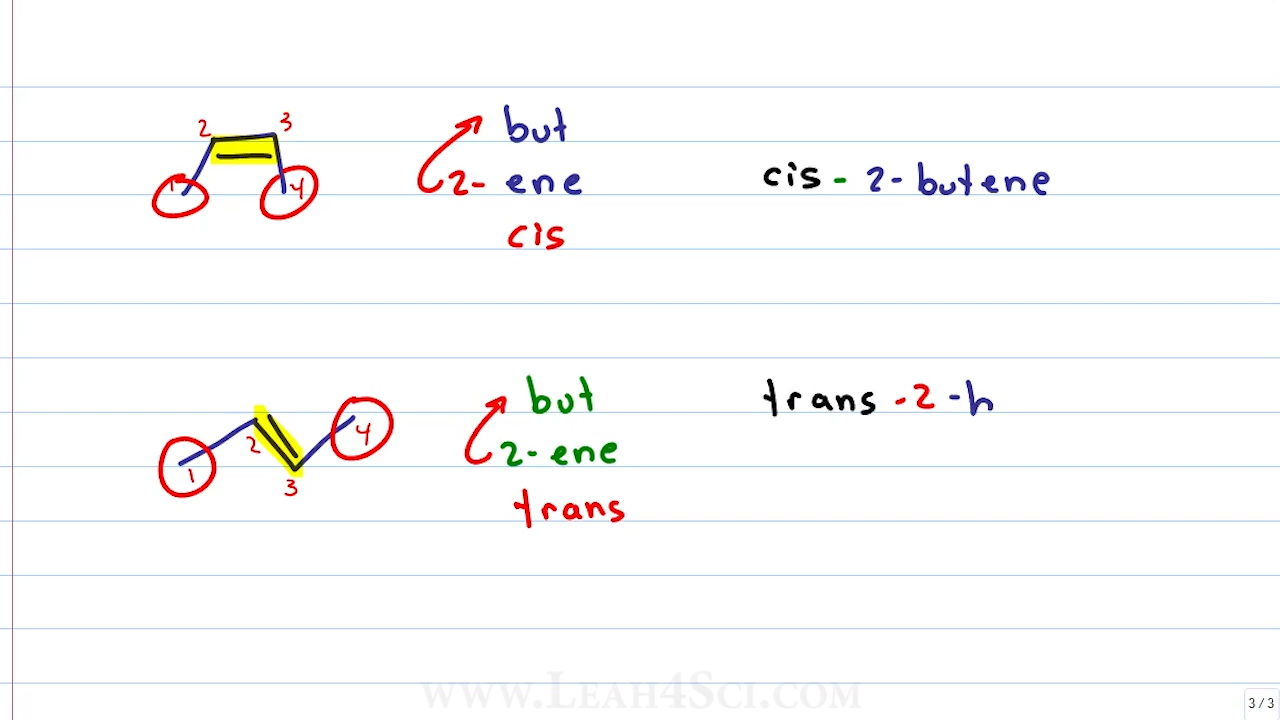 2 3
1 4
but
2- ene
cis
cis - 2- butene
1 2 3 4
but
2- ene
trans
trans - 2 - h
www.Leah4Sci.com
3 / 3